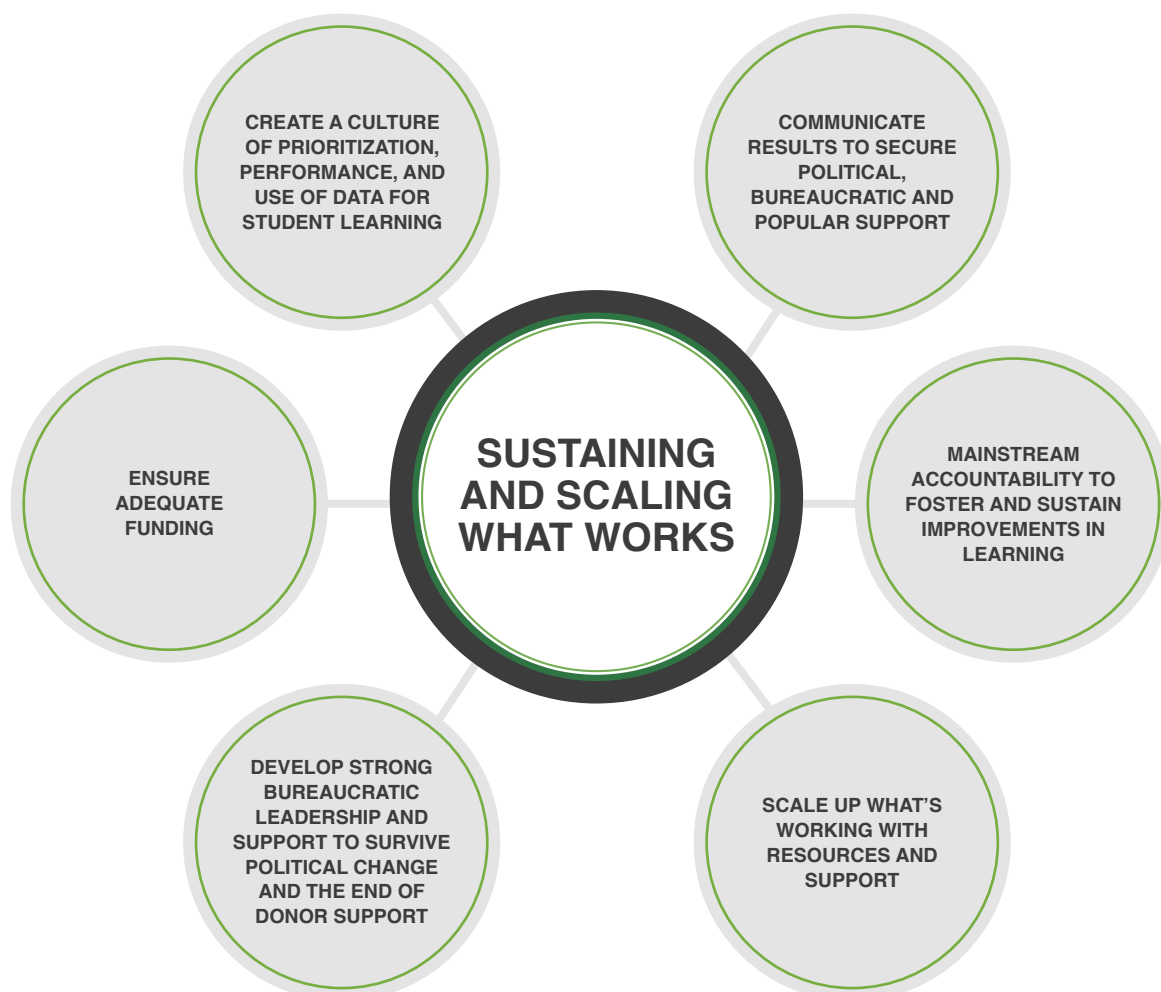 CREATE A CULTURE
OF PRIORITIZATION,
PERFORMANCE, AND
USE OF DATA FOR
STUDENT LEARNING
COMMUNICATE
RESULTS TO SECURE
POLITICAL,
BUREAUCRATIC AND
POPULAR SUPPORT
ENSURE
ADEQUATE
FUNDING
SUSTAINING
AND SCALING
WHAT WORKS
MAINSTREAM
ACCOUNTABILITY TO
FOSTER AND SUSTAIN
IMPROVEMENTS IN
LEARNING
DEVELOP STRONG
BUREAUCRATIC
LEADERSHIP AND
SUPPORT TO SURVIVE
POLITICAL CHANGE
AND THE END OF
DONOR SUPPORT
SCALE UP WHAT’S
WORKING WITH
RESOURCES AND
SUPPORT